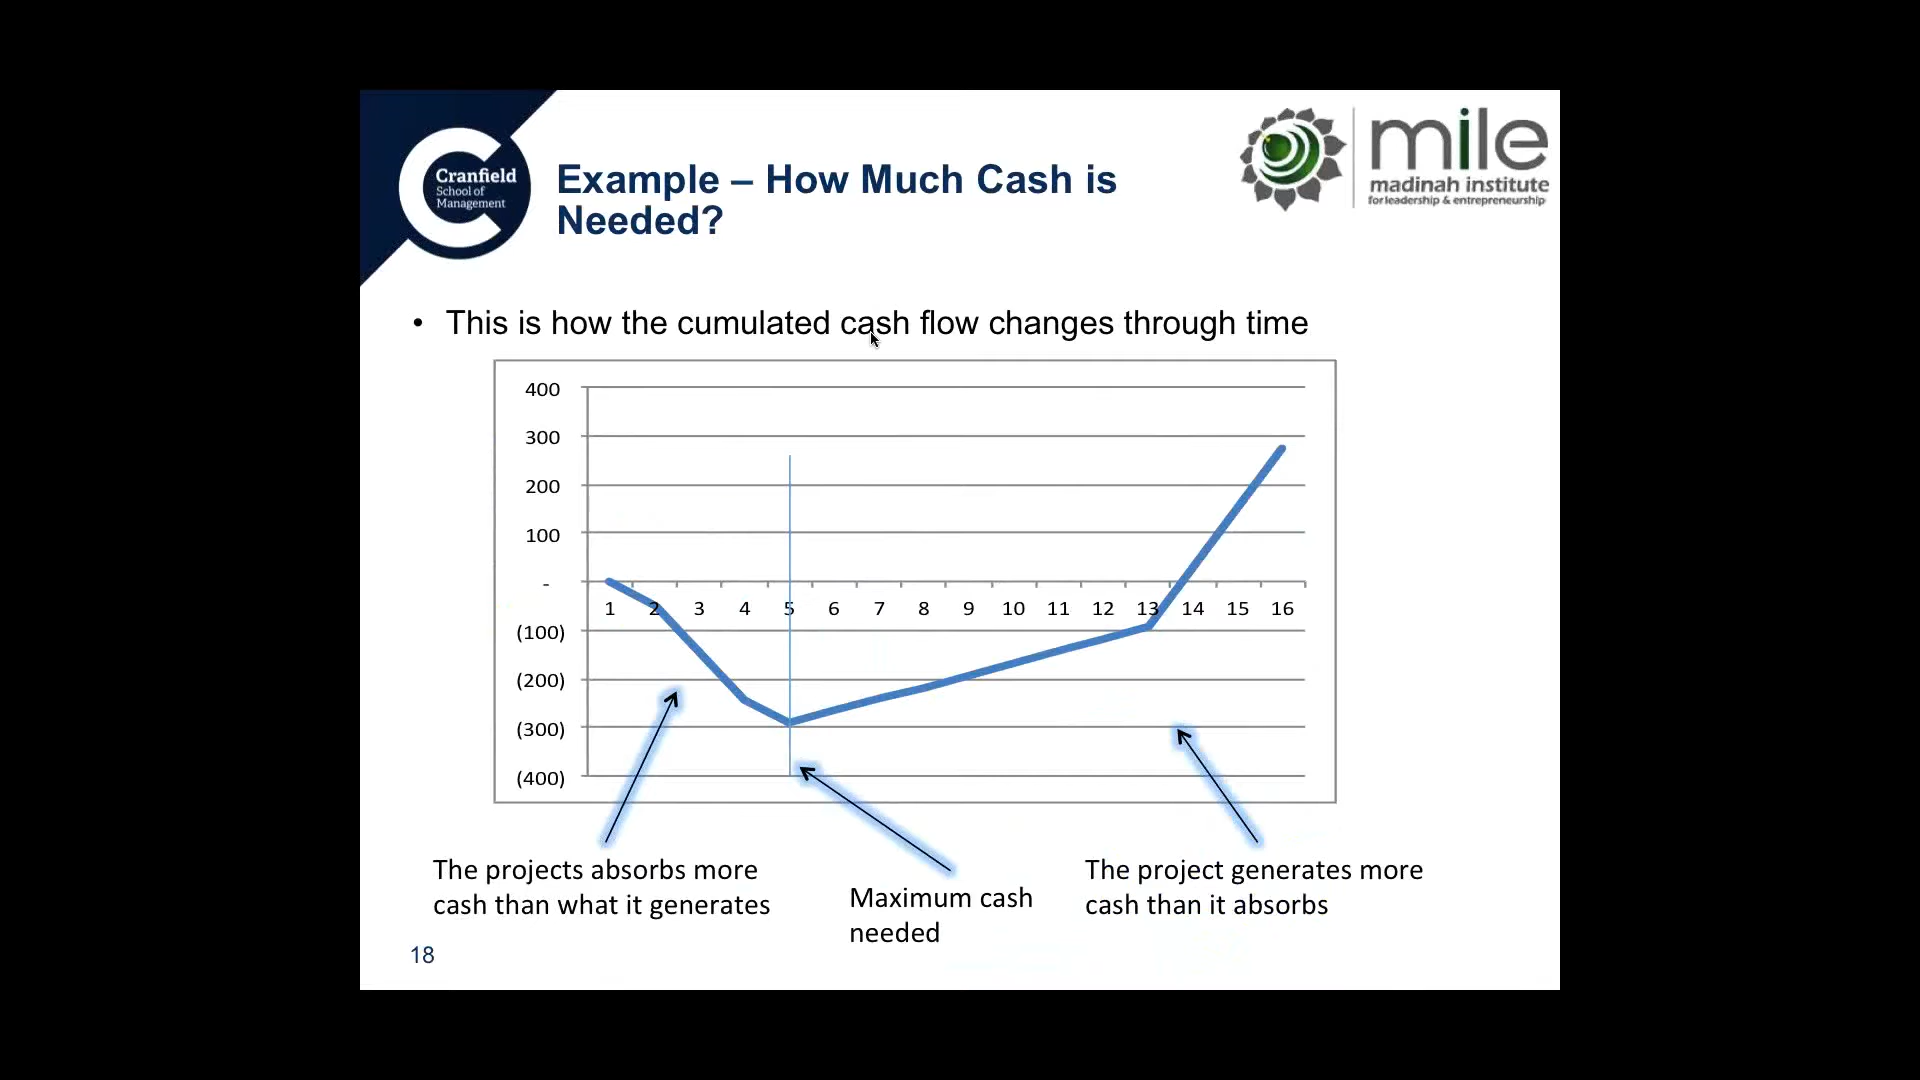 Cranfield
School of
Management
Example – How Much Cash is
Needed?
mile
madinah institute
for leadership & entrepreneurship
• This is how the cumulated cash flow changes through time
400
300
200
100
-
1 2 3 4 5 6 7 8 9 10 11 12 13 14 15 16
(100)
(200)
(300)
(400)
The projects absorbs more
cash than what it generates
Maximum cash
needed
The project generates more
cash than it absorbs
18